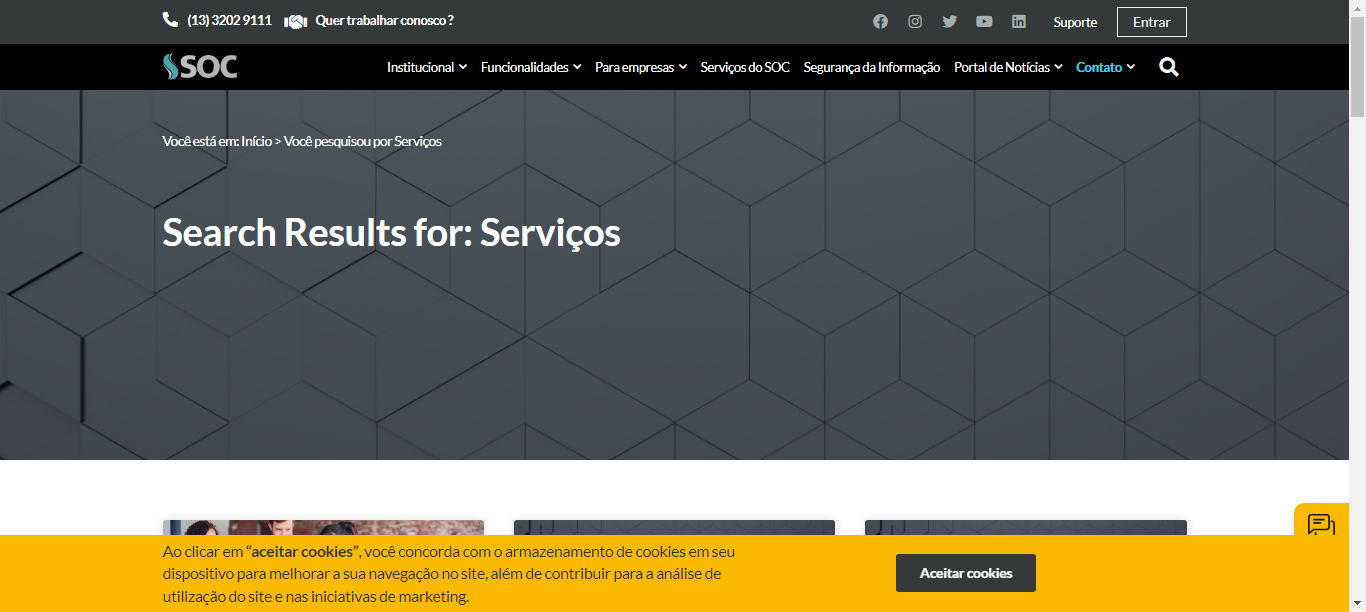 (13) 3202 9111 Quer trabalhar conosco ? Suporte Entrar
SOC Institucional Funcionalidades Para empresas Serviços do SOC Segurança da Informação Portal de Notícias Contato
Você está em: Início > Você pesquisou por Serviços
Search Results for: Serviços
Ao clicar em “aceitar cookies”, você concorda com o armazenamento de cookies em seu
dispositivo para melhorar a sua navegação no site, além de contribuir para a análise de
utilização do site e nas iniciativas de marketing.
Aceitar cookies